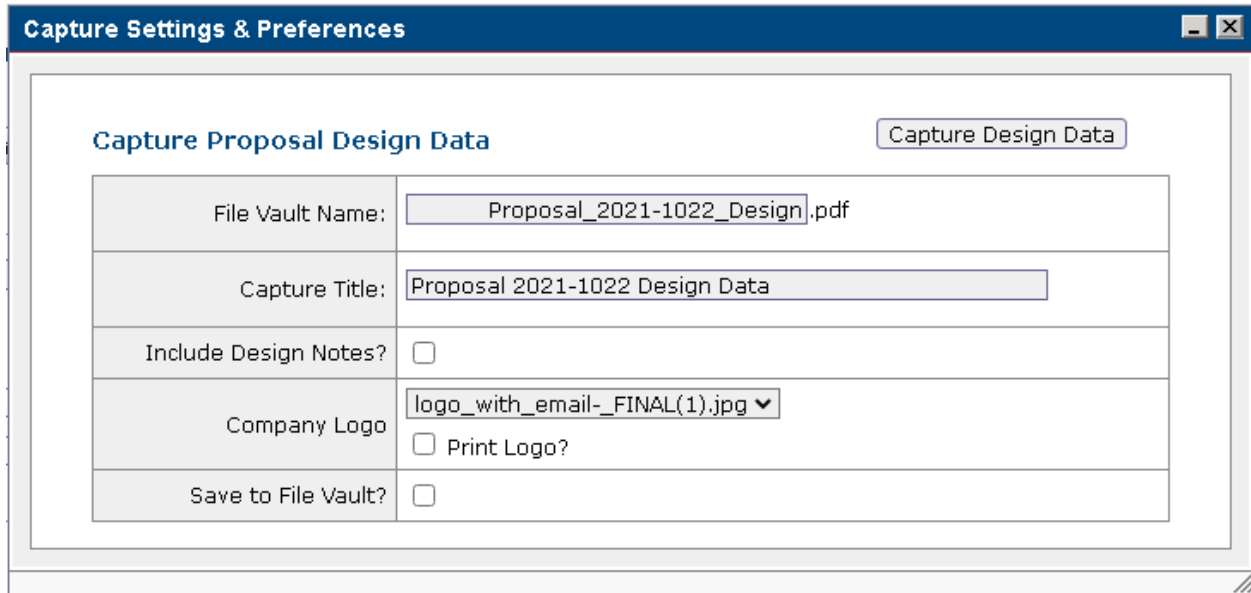 Capture Settings & Preferences
Capture Proposal Design Data
Capture Design Data
File Vault Name: Proposal_2021-1022_Design.pdf
Capture Title: Proposal 2021-1022 Design Data
Include Design Notes?
Company Logo
logo_with_email-_FINAL(1).jpg
Print Logo?
Save to File Vault?